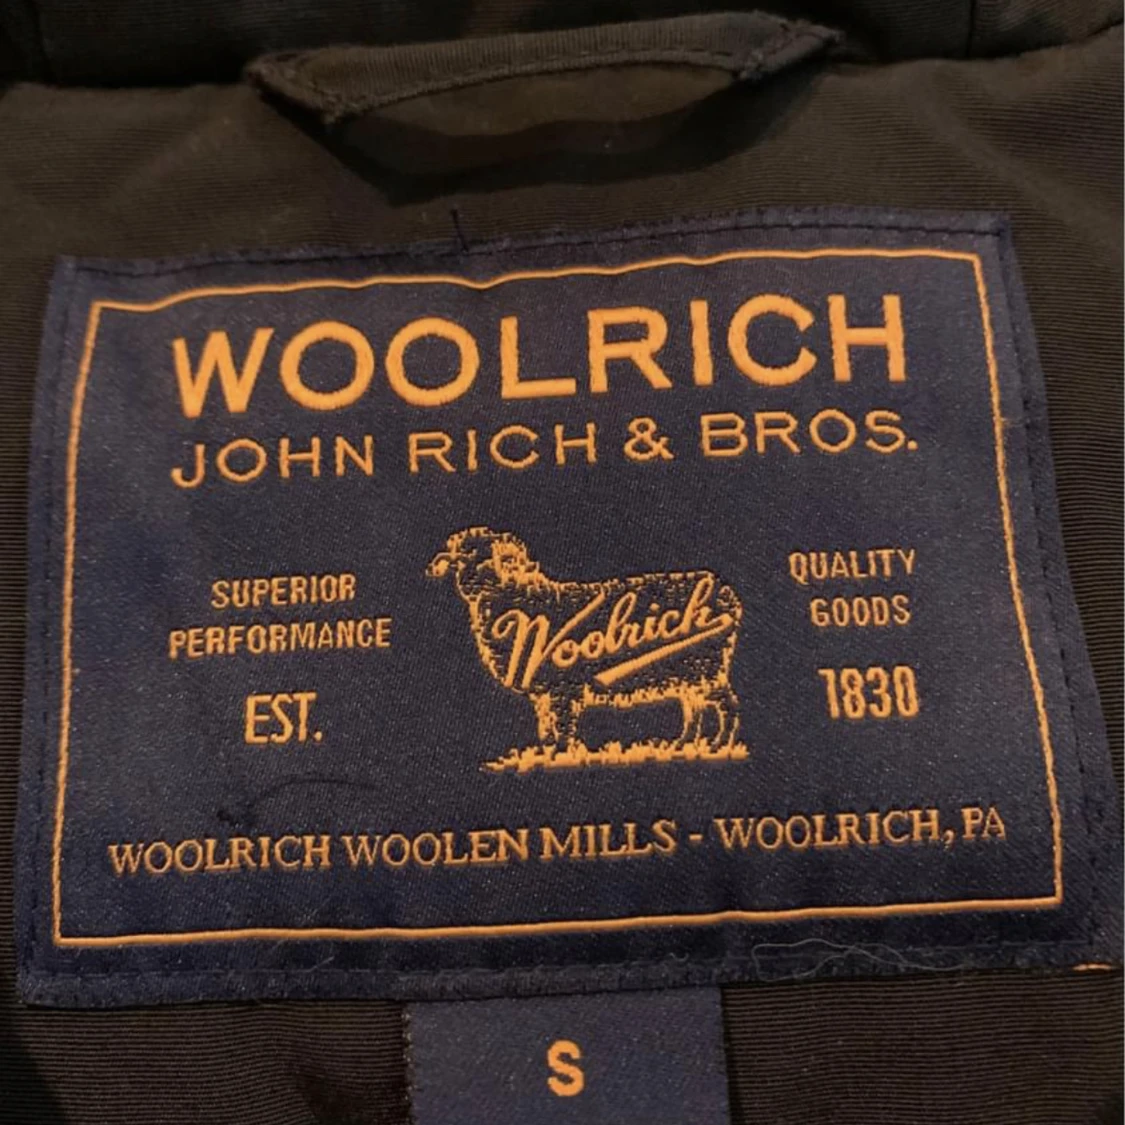 WOOLRICH
JOHN RICH & BROS.
SUPERIOR
PERFORMANCE
EST.
Woolrich
QUALITY
GOODS
1830
WOOLRICH WOOLEN MILLS - WOOLRICH, PA
S